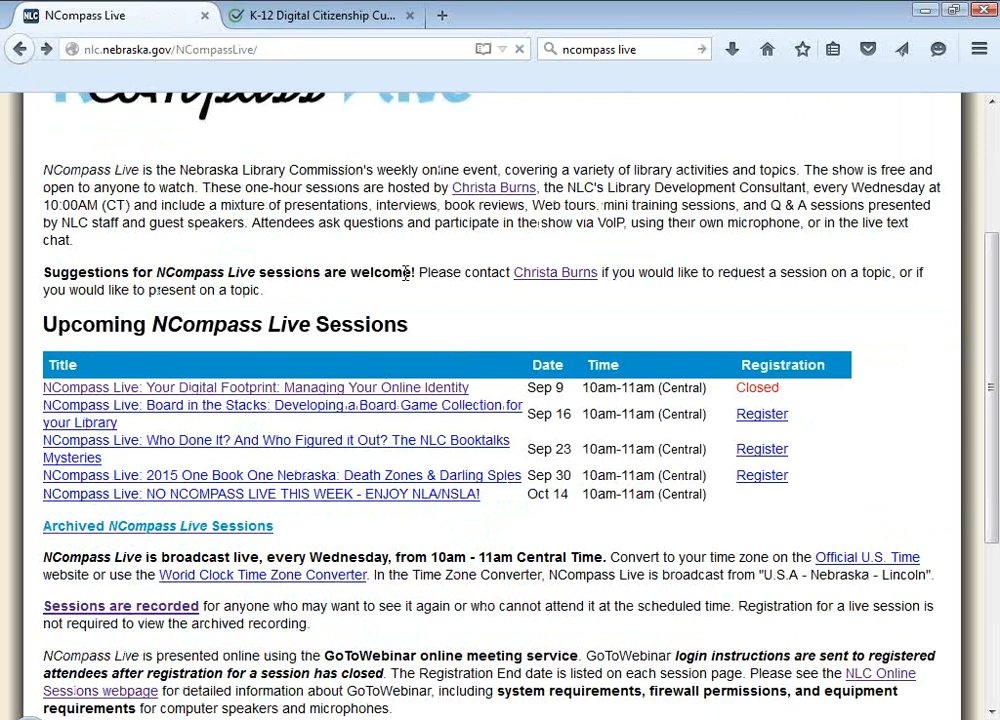 NLC NCompass Live
K-12 Digital Citizenship Cu...
nlc.nebraska.gov/NCompassLive/
ncompass live
NCompass Live
NCompass Live is the Nebraska Library Commission's weekly online event, covering a variety of library activities and topics. The show is free and
open to anyone to watch. These one-hour sessions are hosted by Christa Burns, the NLC's Library Development Consultant, every Wednesday at
10:00AM (CT) and include a mixture of presentations, interviews, book reviews, Web tours, mini training sessions, and Q & A sessions presented
by NLC staff and guest speakers. Attendees ask questions and participate in the show via VoIP, using their own microphone, or in the live text
chat.
Suggestions for NCompass Live sessions are welcome! Please contact Christa Burns if you would like to request a session on a topic, or if
you would like to present on a topic.
Upcoming NCompass Live Sessions
Title Date Time Registration
NCompass Live: Your Digital Footprint: Managing Your Online Identity Sep 9 10am-11am (Central) Closed
NCompass Live: Board in the Stacks: Developing a Board Game Collection for
your Library Sep 16 10am-11am (Central) Register
NCompass Live: Who Done It? And Who Figured it Out? The NLC Booktalks
Mysteries Sep 23 10am-11am (Central) Register
NCompass Live: 2015 One Book One Nebraska: Death Zones & Darling Spies Sep 30 10am-11am (Central) Register
NCompass Live: NO NCOMPASS LIVE THIS WEEK - ENJOY NLA/NSLA! Oct 14 10am-11am (Central)
Archived NCompass Live Sessions
NCompass Live is broadcast live, every Wednesday, from 10am - 11am Central Time. Convert to your time zone on the Official U.S. Time
website or use the World Clock Time Zone Converter. In the Time Zone Converter, NCompass Live is broadcast from "U.S.A - Nebraska - Lincoln".
Sessions are recorded for anyone who may want to see it again or who cannot attend it at the scheduled time. Registration for a live session is
not required to view the archived recording.
NCompass Live is presented online using the GoToWebinar online meeting service. GoToWebinar login instructions are sent to registered
attendees after registration for a session has closed. The Registration End date is listed on each session page. Please see the NLC Online
Sessions webpage for detailed information about GoToWebinar, including system requirements, firewall permissions, and equipment
requirements for computer speakers and microphones.